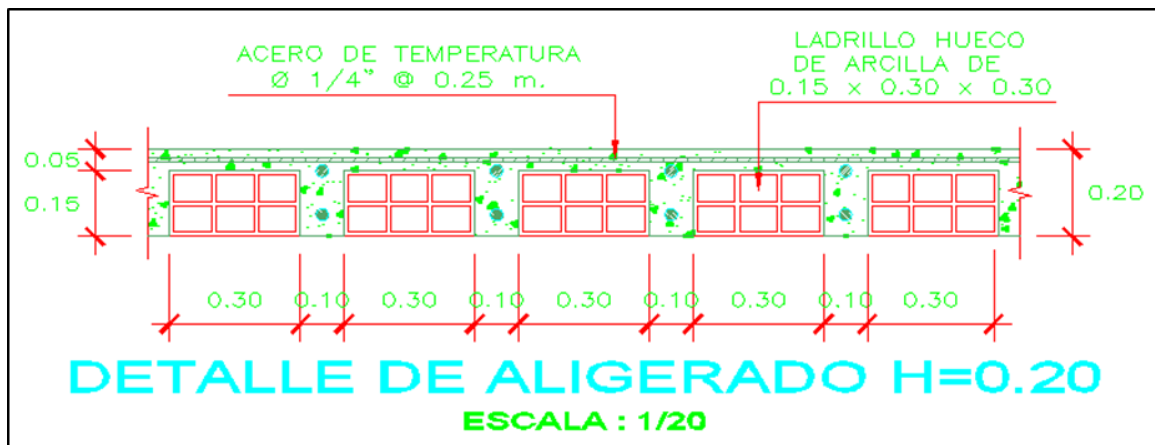 ACERO DE TEMPERATURA
Ø 1/4" @ 0.25 m.
LADRILLO HUECO
DE ARCILLA DE
0.15 x 0.30 x 0.30
0.05
0.15
0.20
0.30 0.10 0.30 0.10 0.30 0.10 0.30 0.10 0.30
DETALLE DE ALIGERADO H=0.20
ESCALA : 1/20